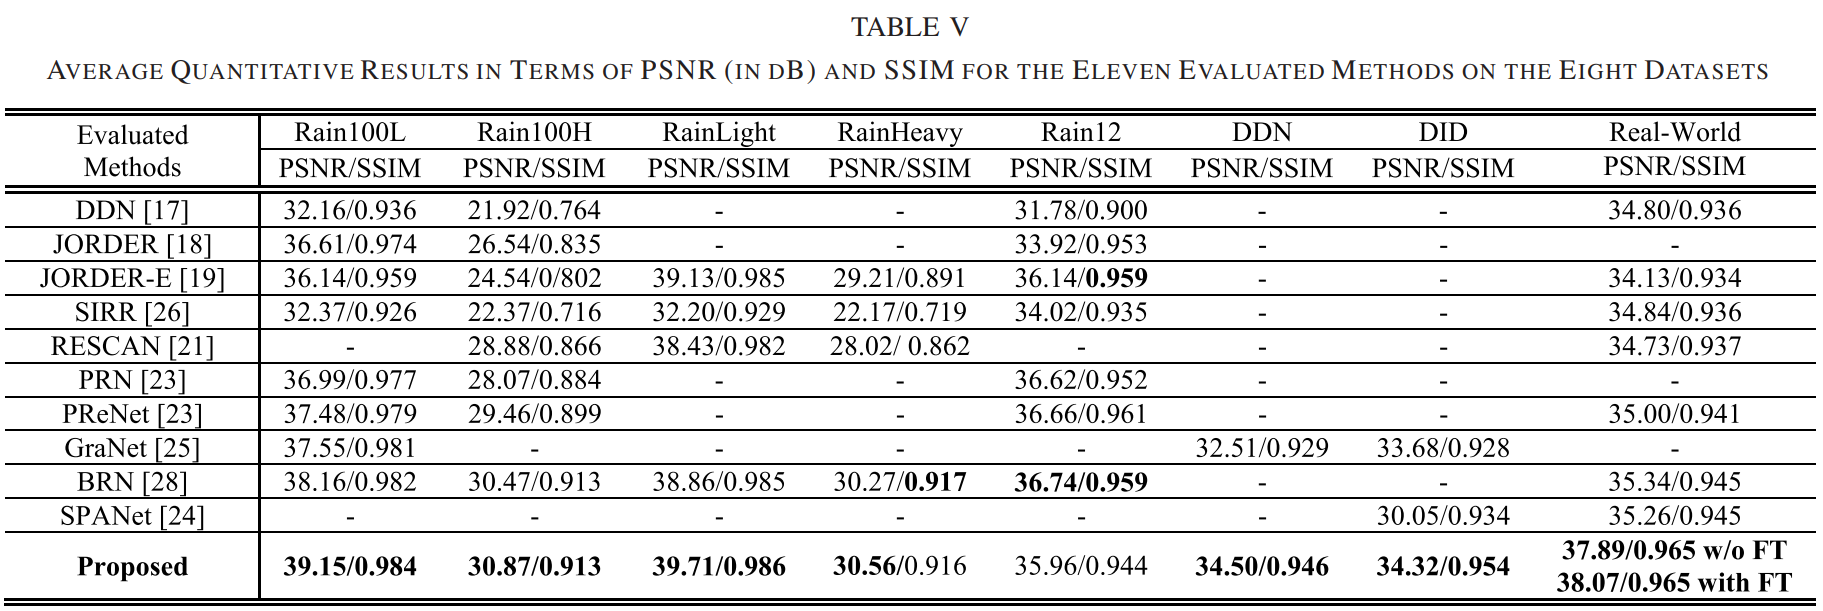 TABLE V
AVERAGE QUANTITATIVE RESULTS IN TERMS OF PSNR (IN DB) AND SSIM FOR THE ELEVEN EVALUATED METHODS ON THE EIGHT DATASETS
Evaluated Methods Rain100L Rain100H RainLight RainHeavy Rain12 DDN DID Real-World
PSNR/SSIM PSNR/SSIM PSNR/SSIM PSNR/SSIM PSNR/SSIM PSNR/SSIM PSNR/SSIM PSNR/SSIM
DDN [17] 32.16/0.936 21.92/0.764 - - 31.78/0.900 - - 34.80/0.936
JORDER [18] 36.61/0.974 26.54/0.835 - - 33.92/0.953 - - -
JORDER-E [19] 36.14/0.959 24.54/0/802 39.13/0.985 29.21/0.891 36.14/0.959 - - 34.13/0.934
SIRR [26] 32.37/0.926 22.37/0.716 32.20/0.929 22.17/0.719 34.02/0.935 - - 34.84/0.936
RESCAN [21] - 28.88/0.866 38.43/0.982 28.02/ 0.862 - - - 34.73/0.937
PRN [23] 36.99/0.977 28.07/0.884 - - 36.62/0.952 - - -
PReNet [23] 37.48/0.979 29.46/0.899 - - 36.66/0.961 - - 35.00/0.941
GraNet [25] 37.55/0.981 - - - - 32.51/0.929 33.68/0.928 -
BRN [28] 38.16/0.982 30.47/0.913 38.86/0.985 30.27/0.917 36.74/0.959 - - 35.34/0.945
SPANet [24] - - - - - - 30.05/0.934 35.26/0.945
Proposed 39.15/0.984 30.87/0.913 39.71/0.986 30.56/0.916 35.96/0.944 34.50/0.946 34.32/0.954 37.89/0.965 w/o FT
38.07/0.965 with FT